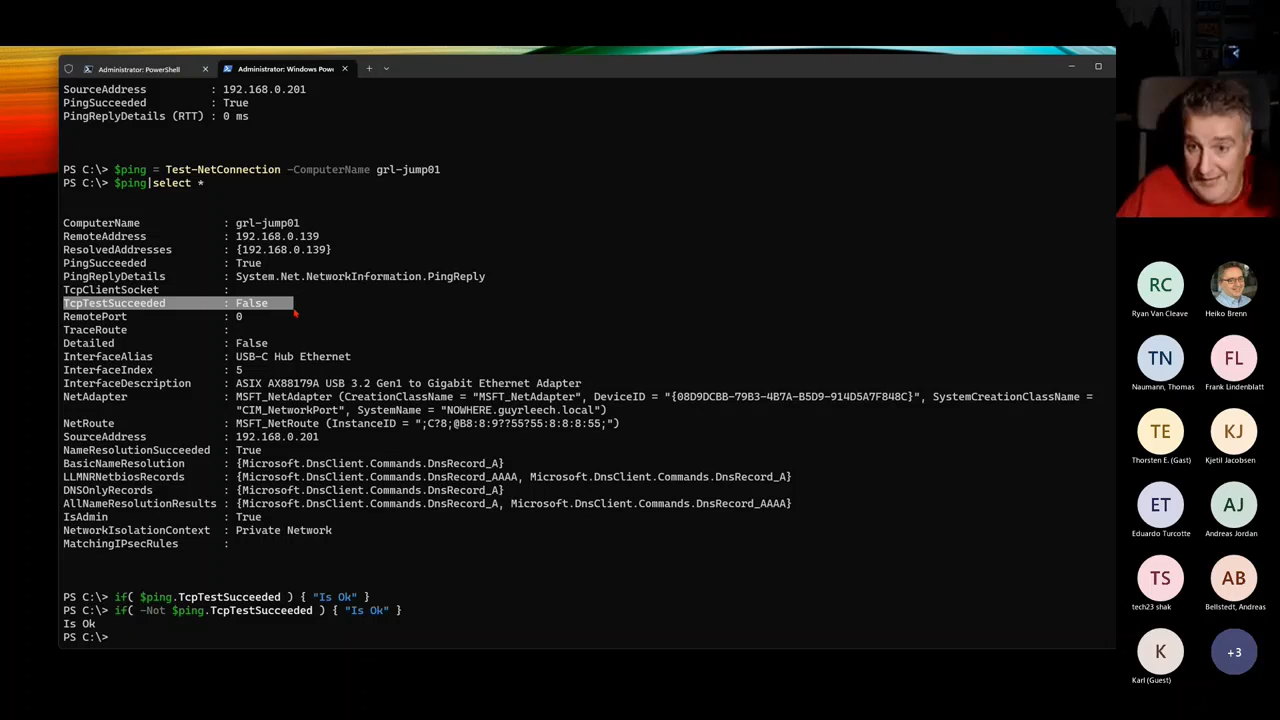 Administrator: PowerShell
Administrator: Windows Powe
SourceAddress : 192.168.0.201
PingSucceeded : True
PingReplyDetails (RTT) : 0 ms
PS C:\> $ping = Test-NetConnection -ComputerName grl-jump01
PS C:\> $ping|select *
ComputerName : grl-jump01
RemoteAddress : 192.168.0.139
ResolvedAddresses : {192.168.0.139}
PingSucceeded : True
PingReplyDetails : System.Net.NetworkInformation.PingReply
TcpClientSocket :
TcpTestSucceeded : False
RemotePort : 0
TraceRoute :
Detailed : False
InterfaceAlias : USB-C Hub Ethernet
InterfaceIndex : 5
InterfaceDescription : ASIX AX88179A USB 3.2 Gen1 to Gigabit Ethernet Adapter
NetAdapter : MSFT_NetAdapter (CreationClassName = "MSFT_NetAdapter", DeviceID = "{08D9DCBB-79B3-4B7A-B5D9-914D5A7F848C}", SystemCreationClassName =
"CIM_NetworkPort", SystemName = "NOWHERE.guyrleech.local")
NetRoute : MSFT_NetRoute (InstanceID = ";C?8;@B8:8:9??55?55:8:8:8:55;")
SourceAddress : 192.168.0.201
NameResolutionSucceeded : True
BasicNameResolution : {Microsoft.DnsClient.Commands.DnsRecord_A}
LLMNRNetbiosRecords : {Microsoft.DnsClient.Commands.DnsRecord_AAAA, Microsoft.DnsClient.Commands.DnsRecord_A}
DNSOnlyRecords : {Microsoft.DnsClient.Commands.DnsRecord_A}
AllNameResolutionResults : {Microsoft.DnsClient.Commands.DnsRecord_A, Microsoft.DnsClient.Commands.DnsRecord_AAAA}
IsAdmin : True
NetworkIsolationContext : Private Network
MatchingIPsecRules :
PS C:\> if( $ping.TcpTestSucceeded ) { "Is Ok" }
PS C:\> if( -Not $ping.TcpTestSucceeded ) { "Is Ok" }
Is Ok
PS C:\>
RC
Ryan Van Cleave
Heiko Brenn
TN
FL
Naumann, Thomas
Frank Lindenblatt
TE
KJ
Thorsten E. (Gast)
Kjetil Jacobsen
ET
AJ
Eduardo Turcotte
Andreas Jordan
TS
AB
tech23 shak
Bellstedt, Andreas
K
+3
Karl (Guest)